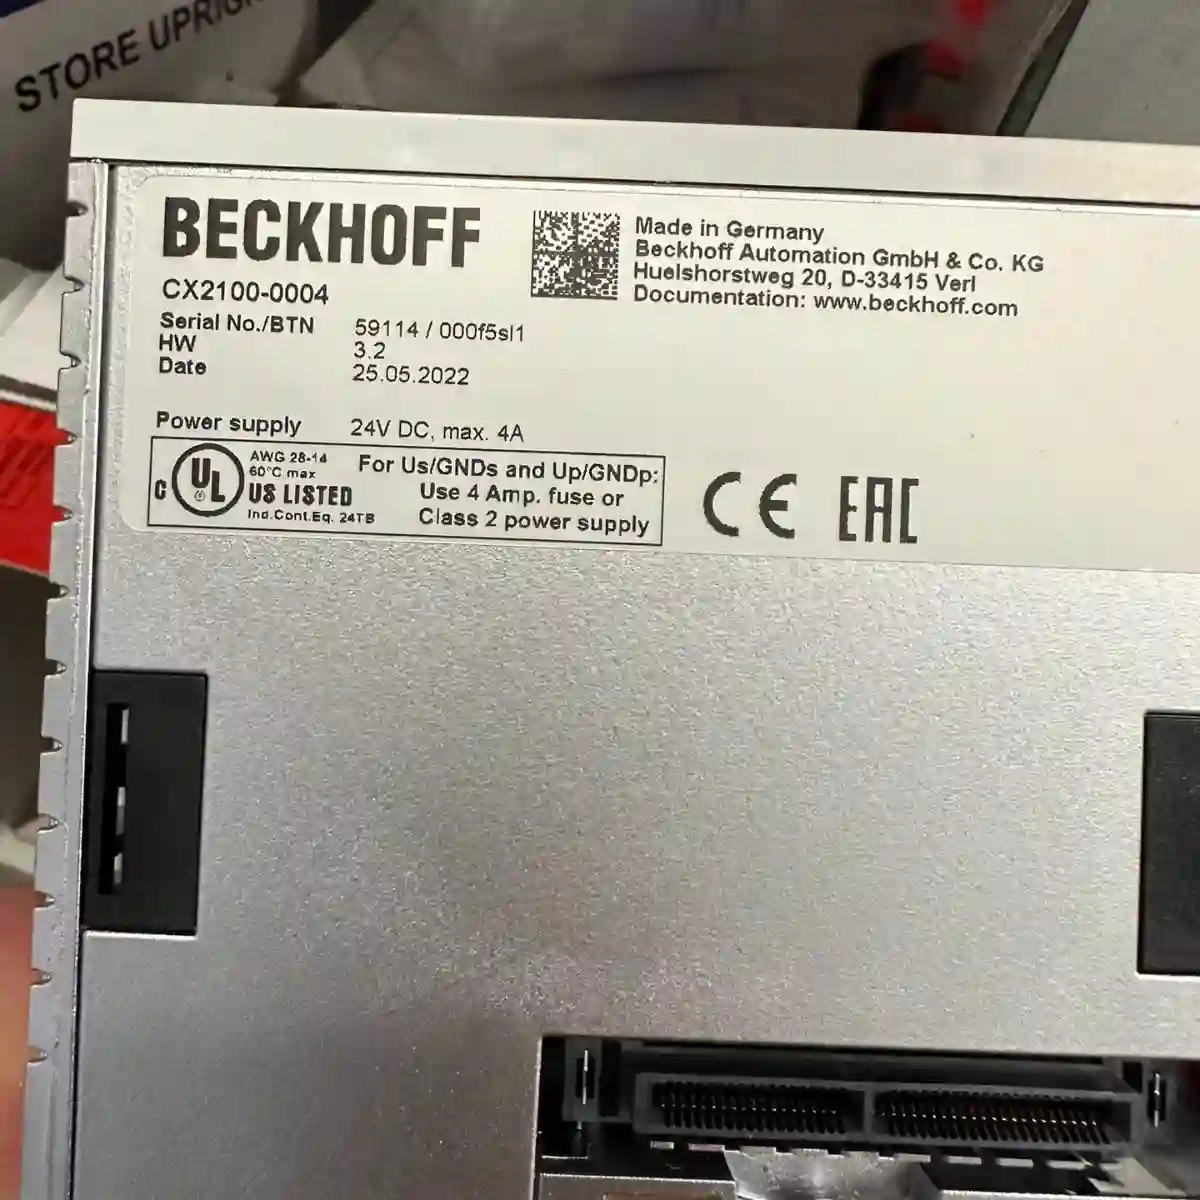 STORE UPRIGH
BECKHOFF
CX2100-0004
Serial No./BTN 59114 / 000f5sl1
HW 3.2
Date 25.05.2022
Power supply 24V DC, max. 4A
Made in Germany
Beckhoff Automation GmbH & Co. KG
Huelshorstweg 20, D-33415 Verl
Documentation: www.beckhoff.com
C UL US LISTED
AWG 28-14
60°C max
Ind.Cont.Eq. 24TB
For Us/GNDs and Up/GNDp:
Use 4 Amp. fuse or
Class 2 power supply
CE EAC